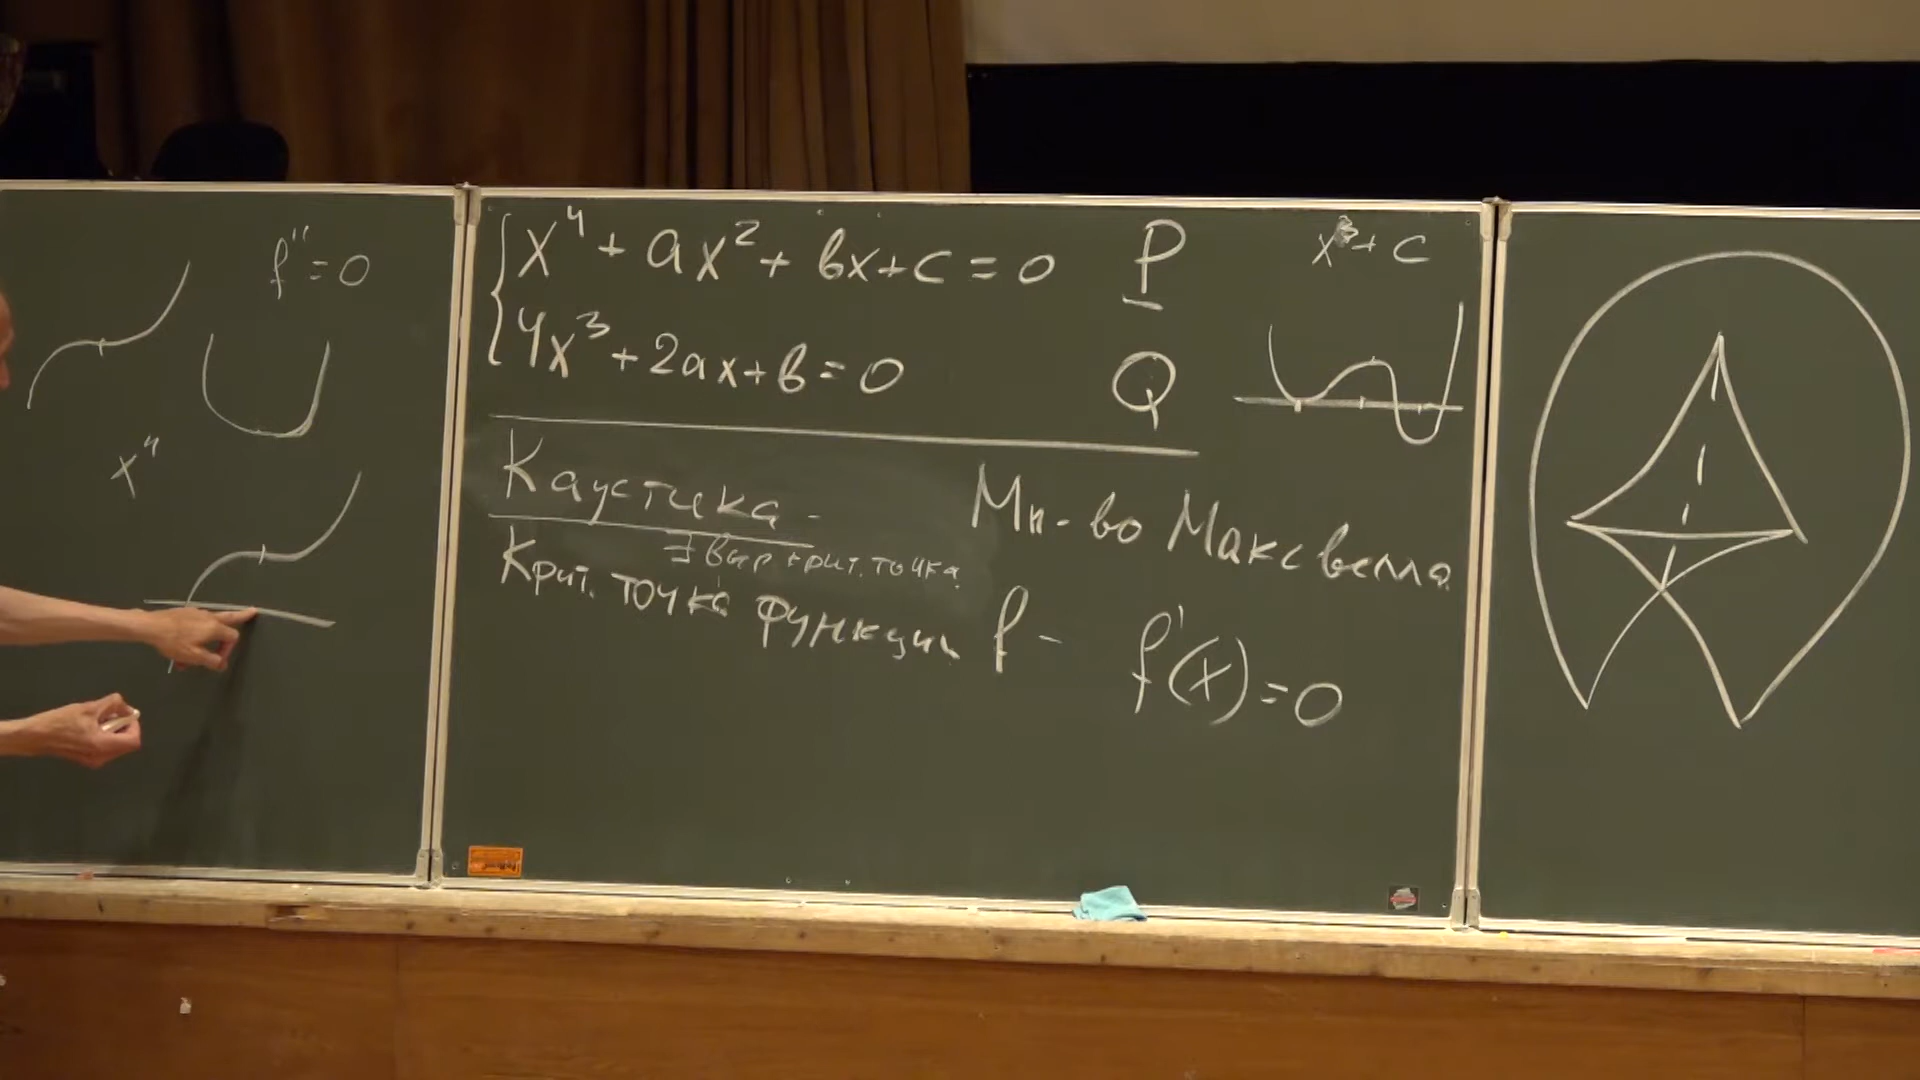 f''=0
x⁴
x⁴+ax²+bx+c=0
4x³+2ax+b=0
P
Q
x³+c
Каустика -
∃ выр крит. точка
Мн-во Максвелла
Крит. точка функции f - f'(x)=0